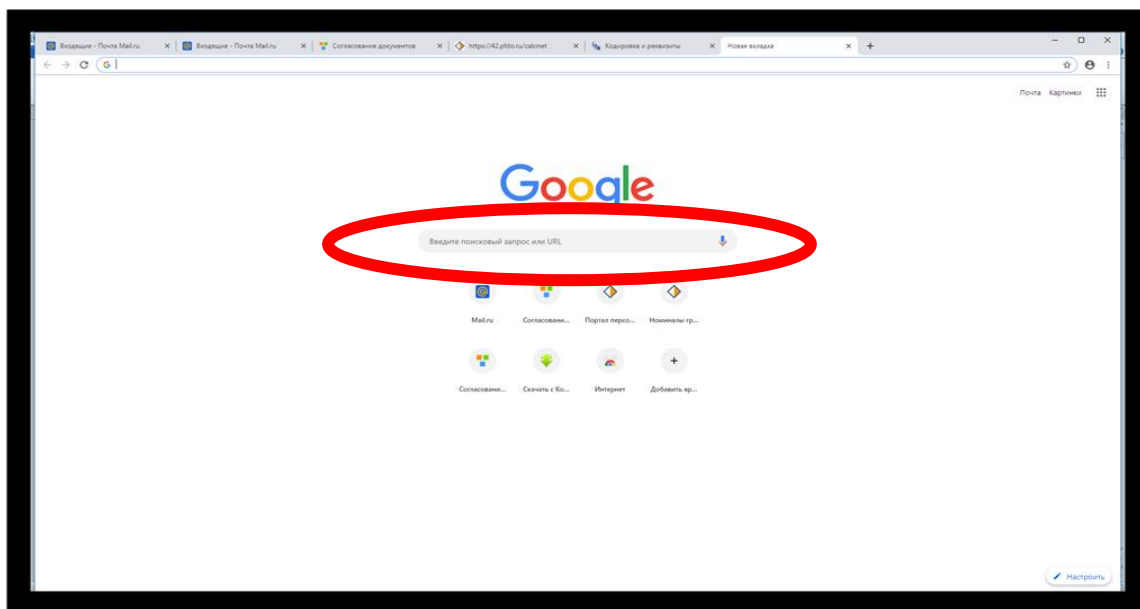 Входящие - Почта Mail.ru
Входящие - Почта Mail.ru
Согласование документов
https://42.pfdo.ru/cabinet
Кодировка и реквизиты
Новая вкладка
Почта Картинки
Google
Введите поисковый запрос или URL
Mail.ru
Согласовани...
Портал персо...
Номиналы гр...
Согласовани...
Скачать с Ко...
Интернет
Добавить яр...
Настроить